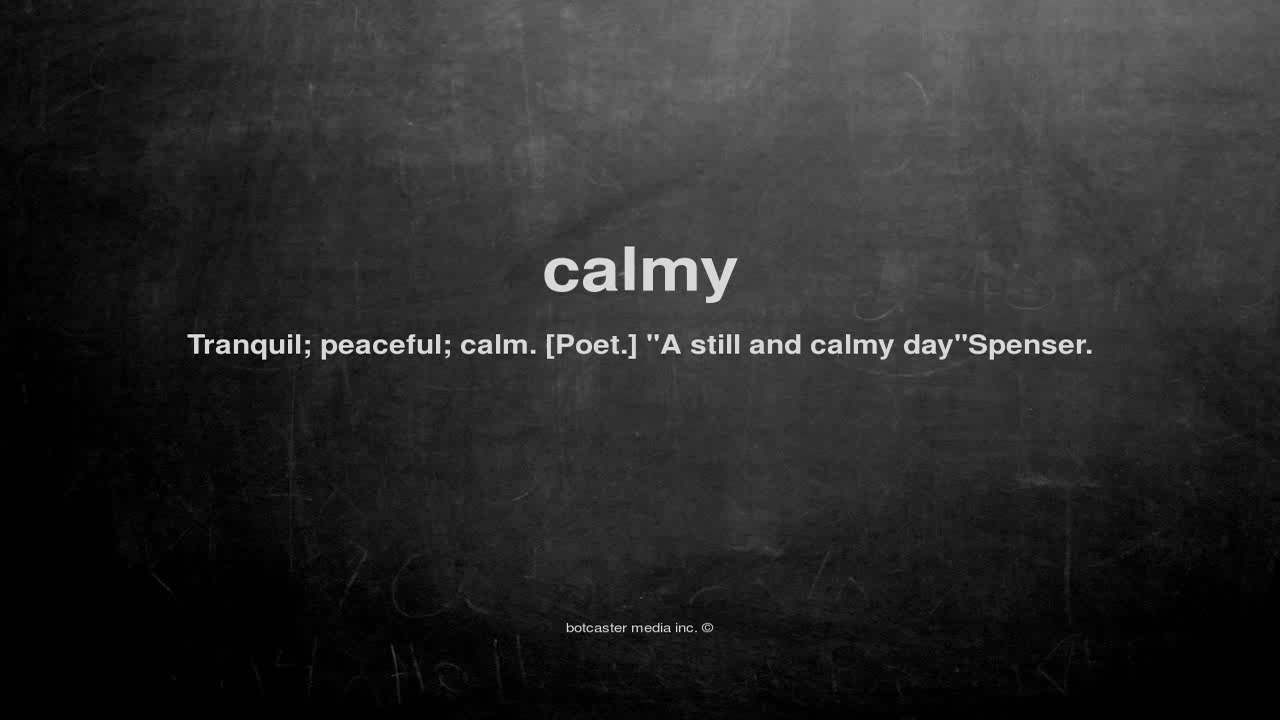 calmy
Tranquil; peaceful; calm. [Poet.] "A still and calmy day"Spenser.
botcaster media inc. ©